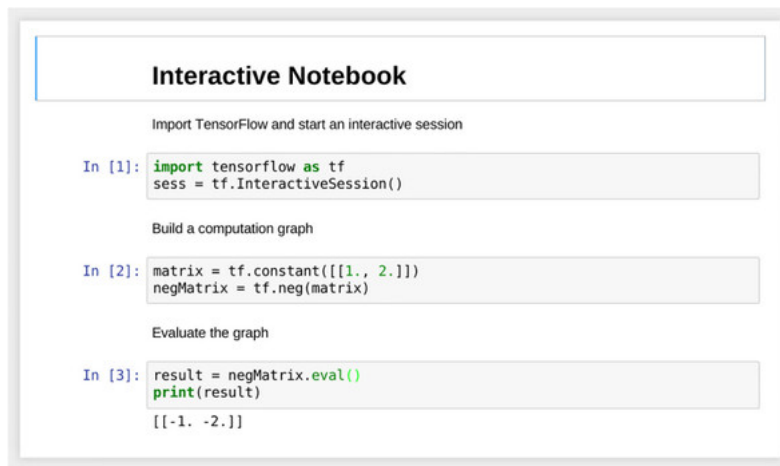 Interactive Notebook
Import TensorFlow and start an interactive session
In [1]: import tensorflow as tf
sess = tf.InteractiveSession()
Build a computation graph
In [2]: matrix = tf.constant([[1., 2.]])
negMatrix = tf.neg(matrix)
Evaluate the graph
In [3]: result = negMatrix.eval()
print(result)
[[-1. -2.]]